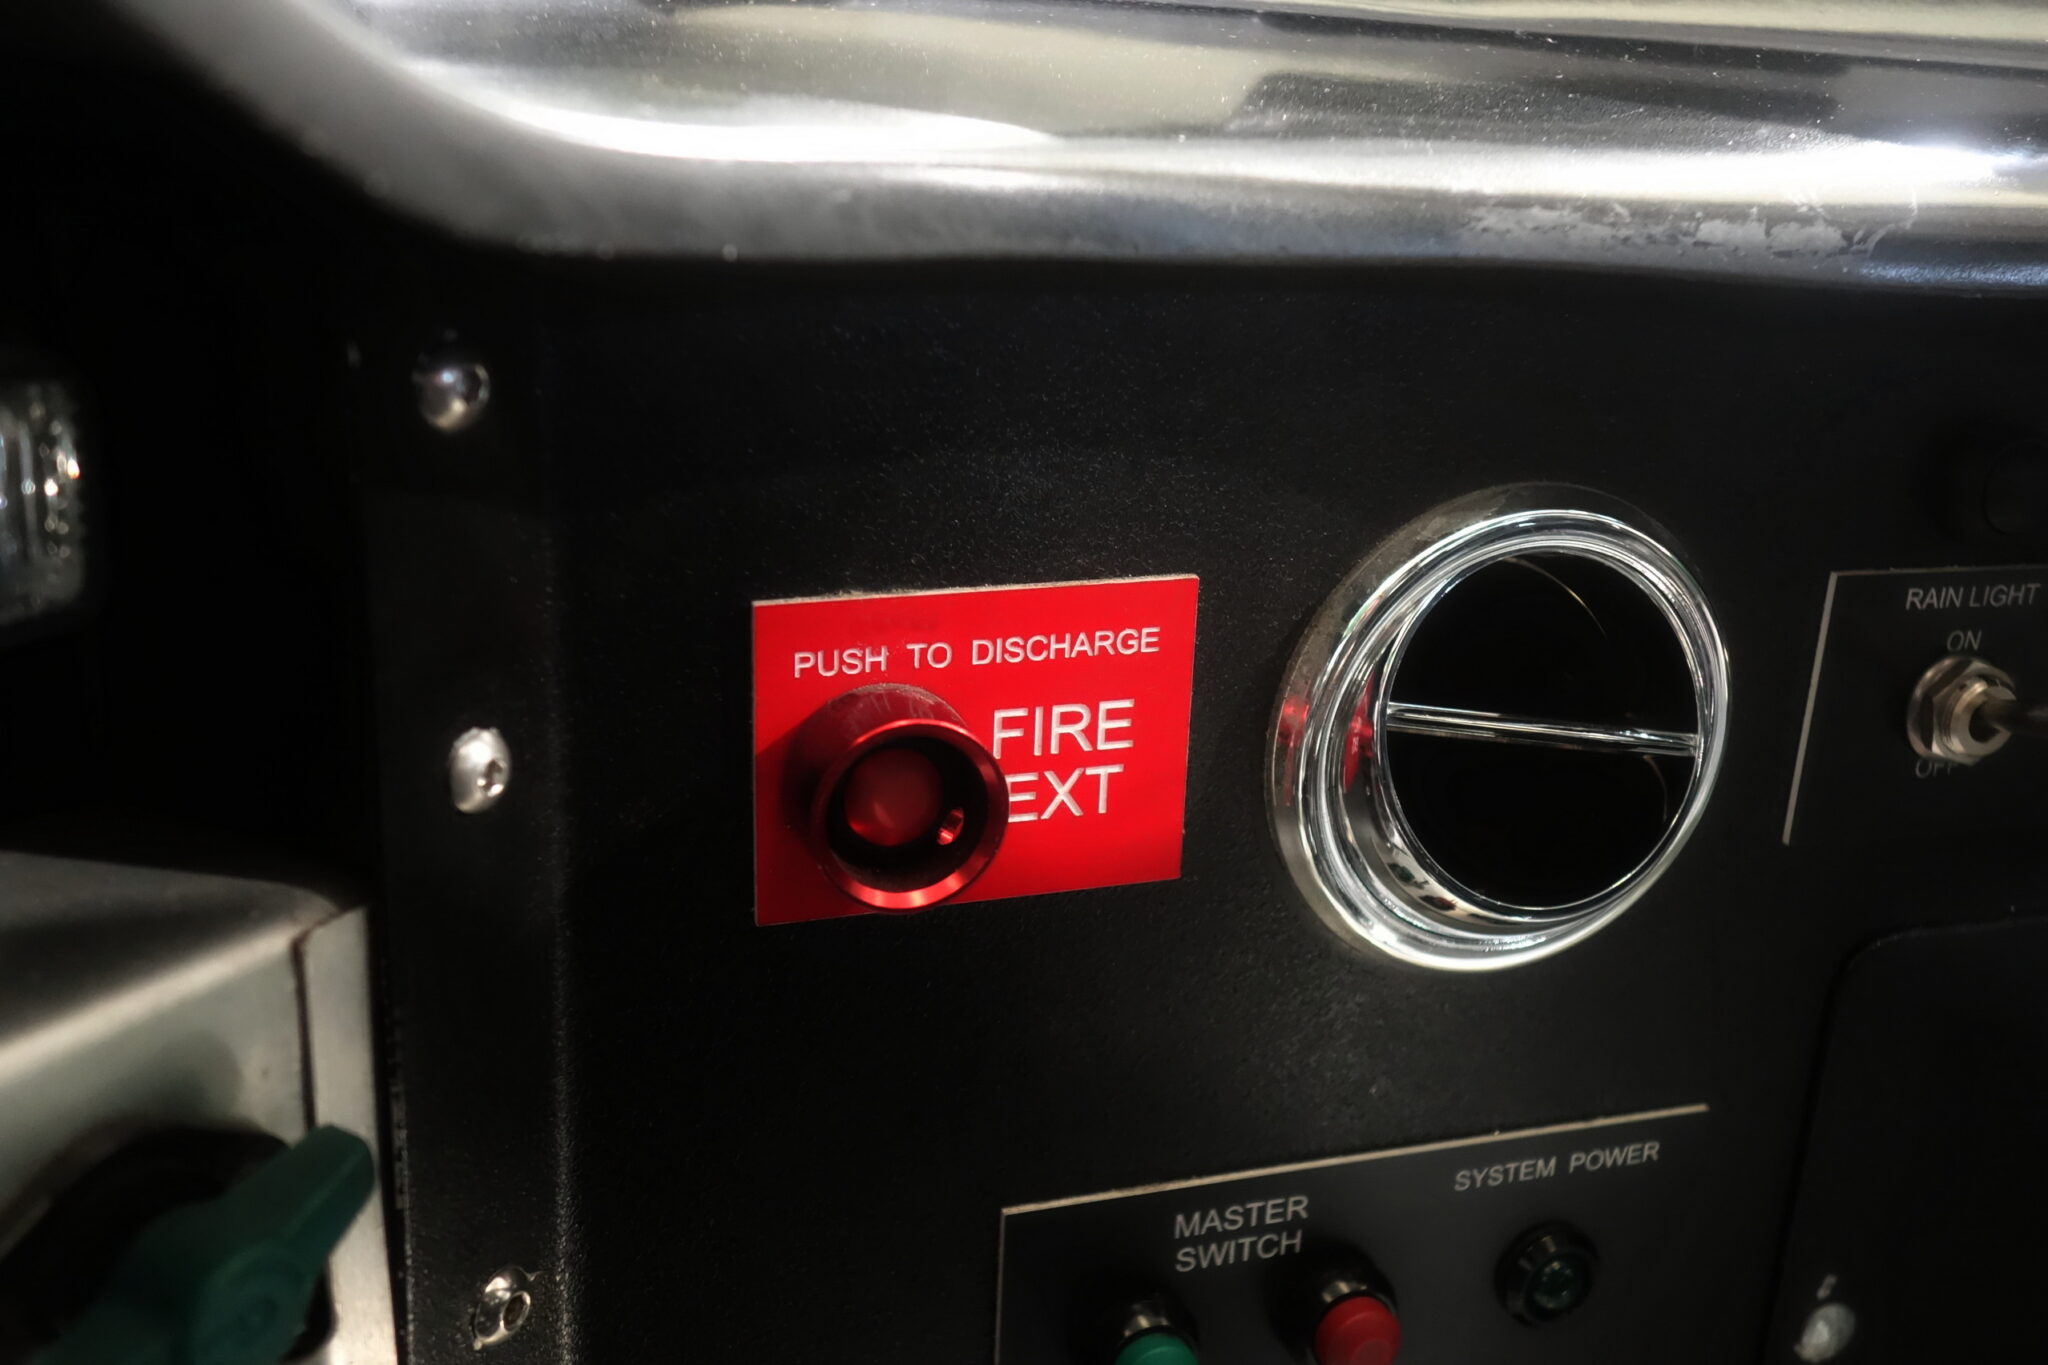 PUSH TO DISCHARGE
FIRE
EXT
RAIN LIGHT
ON
OFF
SYSTEM POWER
MASTER
SWITCH